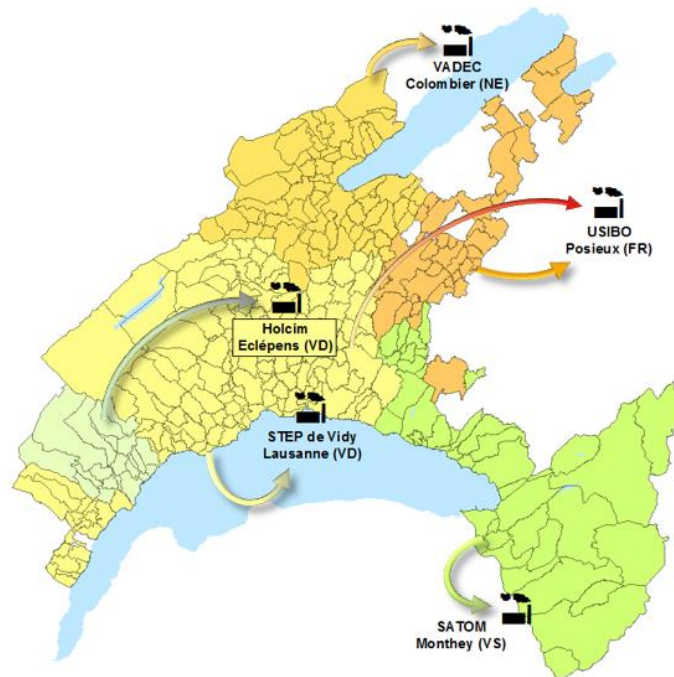 VADEC
Colombier (NE)
USIBO
Posieux (FR)
Holcim
Eclépens (VD)
STEP de Vidy
Lausanne (VD)
SATOM
Monthey (VS)